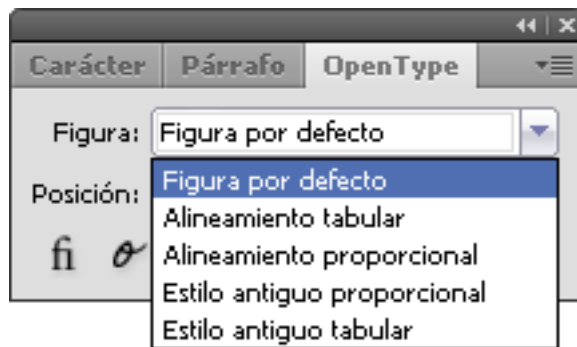 Carácter Párrafo OpenType
Figura: Figura por defecto
Figura por defecto
Posición:
Alineamiento tabular
Alineamiento proporcional
fi
Estilo antiguo proporcional
Estilo antiguo tabular